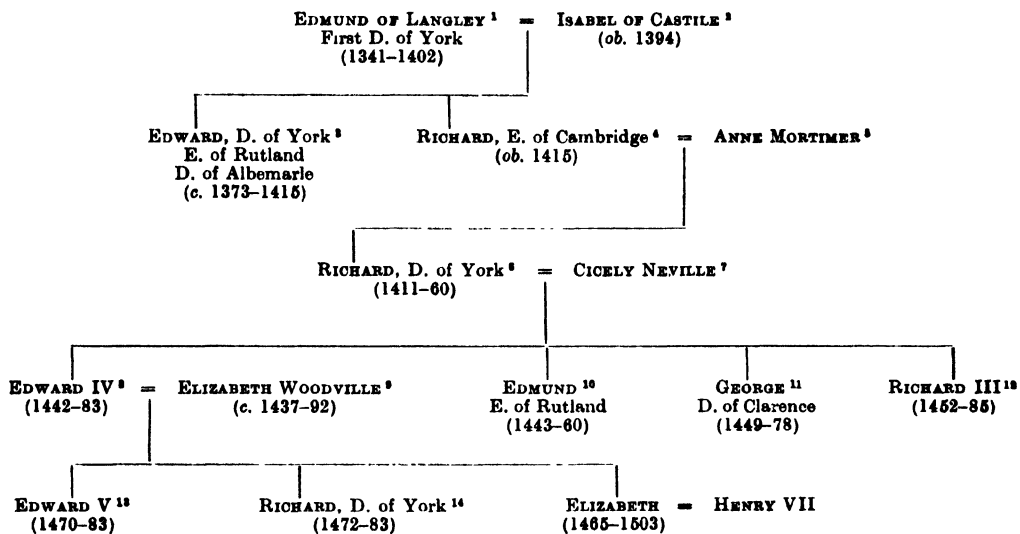 EDMUND OF LANGLEY ¹ = ISABEL OF CASTILE ²
First D. of York (ob. 1394)
(1341–1402)
EDWARD, D. of York ³ RICHARD, E. of Cambridge ⁴ = ANNE MORTIMER ⁵
E. of Rutland (ob. 1415)
D. of Albemarle
(c. 1373–1415)
RICHARD, D. of York ⁶ = CICELY NEVILLE ⁷
(1411–60)
EDWARD IV ⁸ = ELIZABETH WOODVILLE ⁹ EDMUND ¹⁰ GEORGE ¹¹ RICHARD III ¹²
(1442–83) (c. 1437–92) E. of Rutland D. of Clarence (1452–85)
(1443–60) (1449–78)
EDWARD V ¹³ RICHARD, D. of York ¹⁴ ELIZABETH = HENRY VII
(1470–83) (1472–83) (1465–1503)